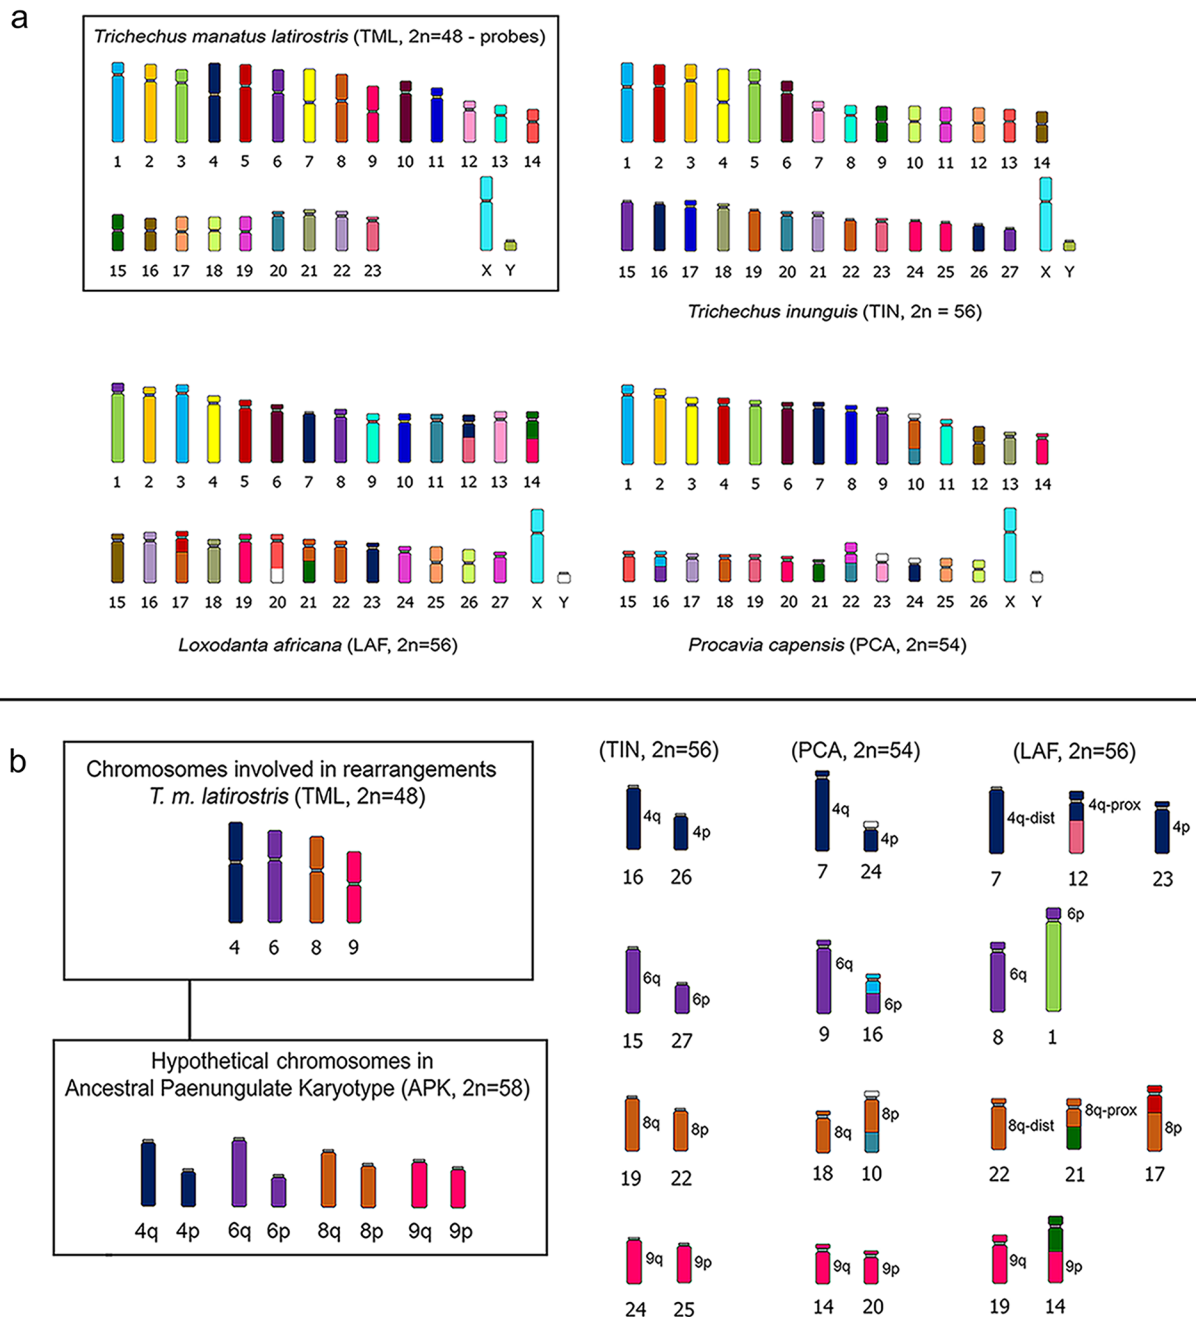 a
Trichechus manatus latirostris (TML, 2n=48 - probes)
1 2 3 4 5 6 7 8 9 10 11 12 13 14
15 16 17 18 19 20 21 22 23 X Y
1 2 3 4 5 6 7 8 9 10 11 12 13 14
15 16 17 18 19 20 21 22 23 24 25 26 27 X Y
Trichechus inunguis (TIN, 2n = 56)
1 2 3 4 5 6 7 8 9 10 11 12 13 14
15 16 17 18 19 20 21 22 23 24 25 26 27 X Y
Loxodanta africana (LAF, 2n=56)
1 2 3 4 5 6 7 8 9 10 11 12 13 14
15 16 17 18 19 20 21 22 23 24 25 26 X Y
Procavia capensis (PCA, 2n=54)
b
Chromosomes involved in rearrangements
T. m. latirostris (TML, 2n=48)
4 6 8 9
Hypothetical chromosomes in
Ancestral Paenungulate Karyotype (APK, 2n=58)
4q 4p 6q 6p 8q 8p 9q 9p
(TIN, 2n=56) (PCA, 2n=54) (LAF, 2n=56)
4q 4p 4q 4p 4q-dist 4q-prox 4p
16 26 7 24 7 12 23
6q 6p 6q 6p 6q 6p
15 27 9 16 8 1
8q 8p 8q 8p 8q-dist 8q-prox 8p
19 22 18 10 22 21 17
9q 9p 9q 9p 9q 9p
24 25 14 20 19 14